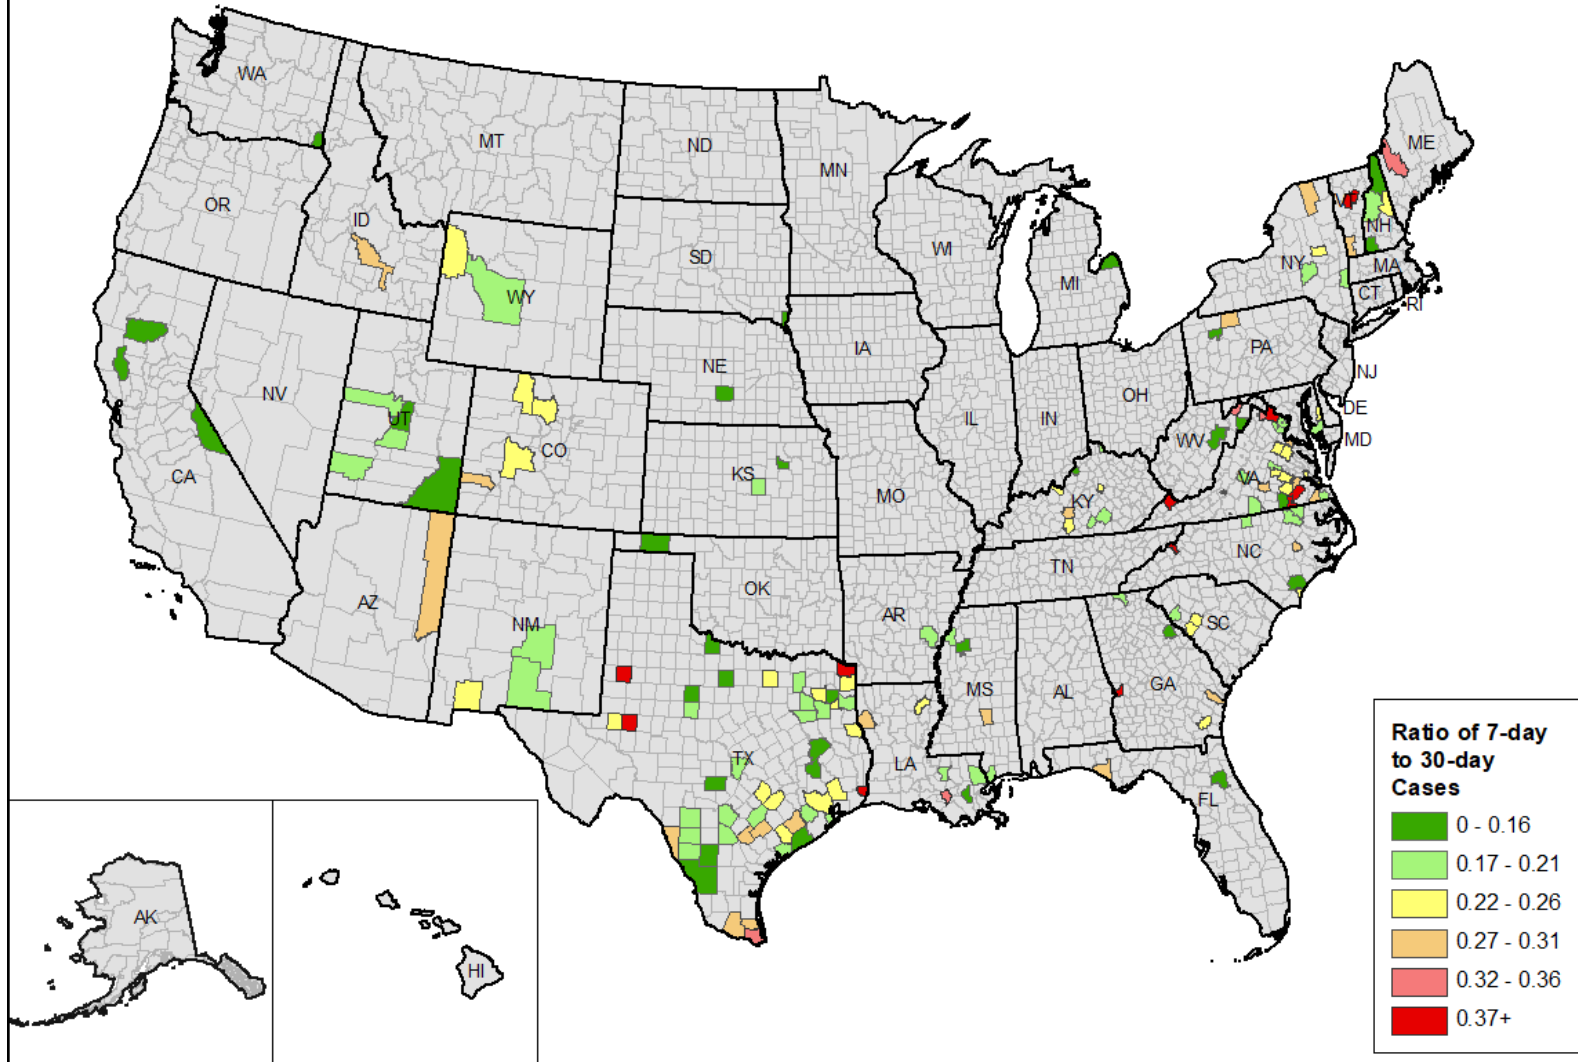 WA
MT
ND
MN
ME
OR
ID
SD
WI
MI
NY
NH
MA
CT
RI
WY
IA
PA
NJ
NE
NV
UT
CO
IL
IN
OH
DE
MD
WV
CA
KS
MO
KY
VA
AZ
NM
OK
AR
TN
NC
SC
MS
AL
GA
TX
LA
FL
AK
HI
Ratio of 7-day
to 30-day
Cases
0 - 0.16
0.17 - 0.21
0.22 - 0.26
0.27 - 0.31
0.32 - 0.36
0.37+